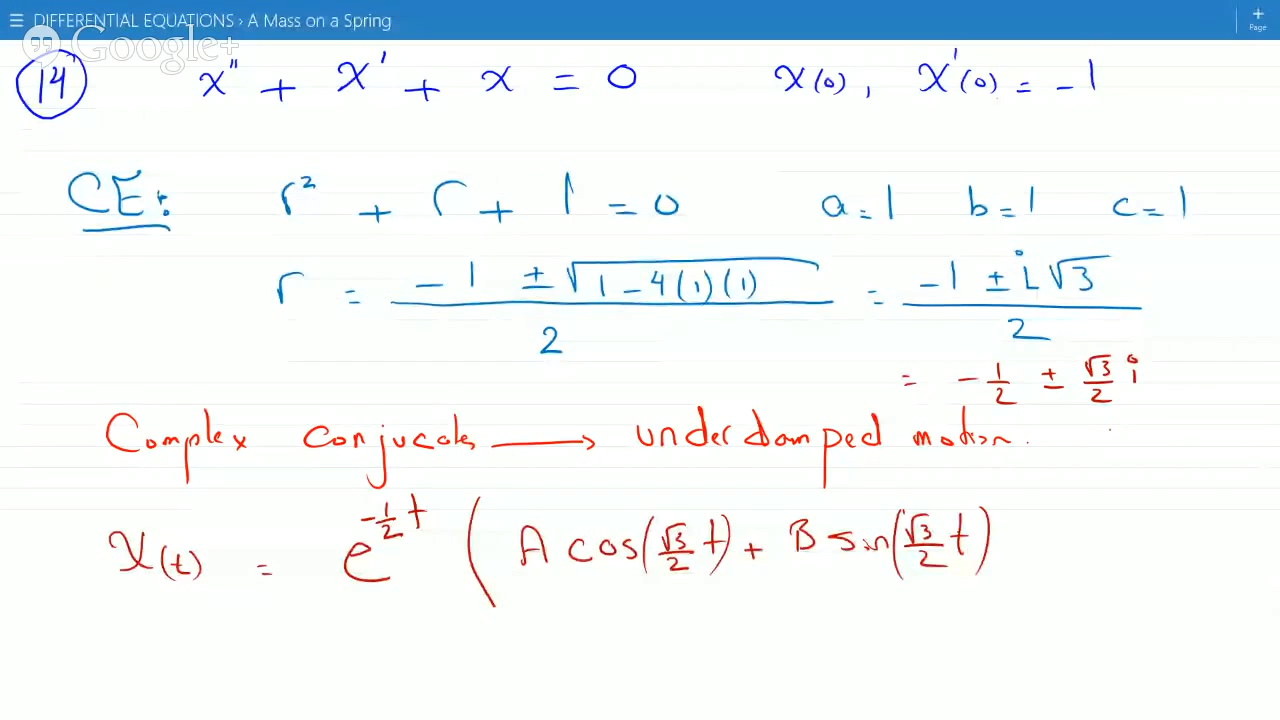 ☰ DIFFERENTIAL EQUATIONS › A Mass on a Spring
+ Page
Google+
14 x'' + x' + x = 0 x(0), x'(0) = -1
CE: r² + r + 1 = 0 a=1 b=1 c=1
r = (-1 ± √(1-4(1)(1)))/2 = (-1 ± i√3)/2
= -1/2 ± √3/2 i
Complex conjucates → underdamped motion.
x(t) = e^(-1/2 t) ( A cos(√3/2 t) + B sin(√3/2 t)